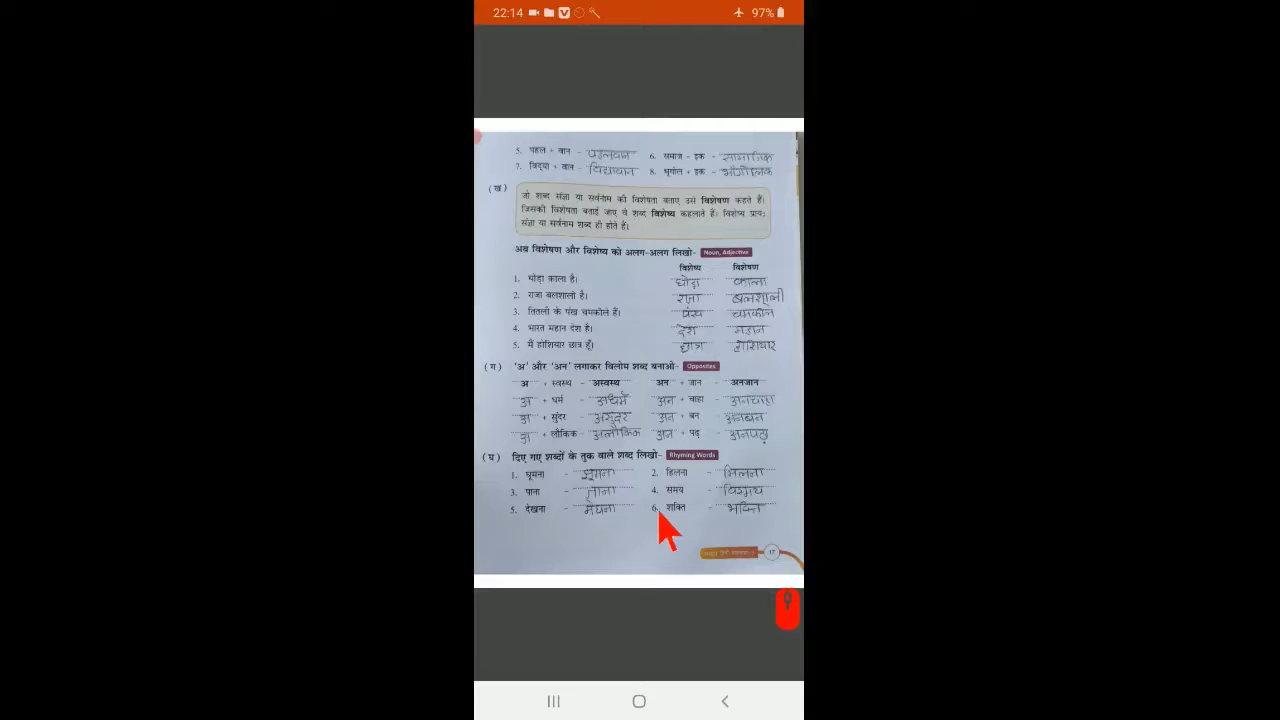 22:14 97%
5. पहल + वान - पहलवान 6. समाज - इक - सामाजिक
7. विद्या + वान - विद्यावान 8. भूगोल + इक - भौगोलिक
(ख)
जो शब्द संज्ञा या सर्वनाम की विशेषता बताए उसे विशेषण कहते हैं।
जिसकी विशेषता बताई जाए वे शब्द विशेष्य कहलाते हैं। विशेष्य प्रायः
संज्ञा या सर्वनाम शब्द ही होते हैं।
अब विशेषण और विशेष्य को अलग-अलग लिखो- Noun, Adjective
विशेष्य विशेषण
1. घोड़ा काला है। घोड़ा काला
2. राजा बलशाली है। राजा बलशाली
3. तितली के पंख चमकीले हैं। पंख चमकीले
4. भारत महान देश है। देश महान
5. मैं होशियार छात्र हूँ। छात्र होशियार
(ग) 'अ' और 'अन' लगाकर विलोम शब्द बनाओ- Opposites
अ + स्वस्थ - अस्वस्थ अन + जान - अनजान
अ + धर्म - अधर्म अन + चाहा - अनचाहा
अ + सुंदर - असुंदर अन + बन - अनबन
अ + लौकिक - अलौकिक अन + पढ़ - अनपढ़
(घ) दिए गए शब्दों के तुक वाले शब्द लिखो- Rhyming Words
1. घूमना - झूमना 2. हिलना - मिलना
3. पाना - ताना 4. समय - विस्मय
5. देखना - 6. शक्ति - भक्ति
17